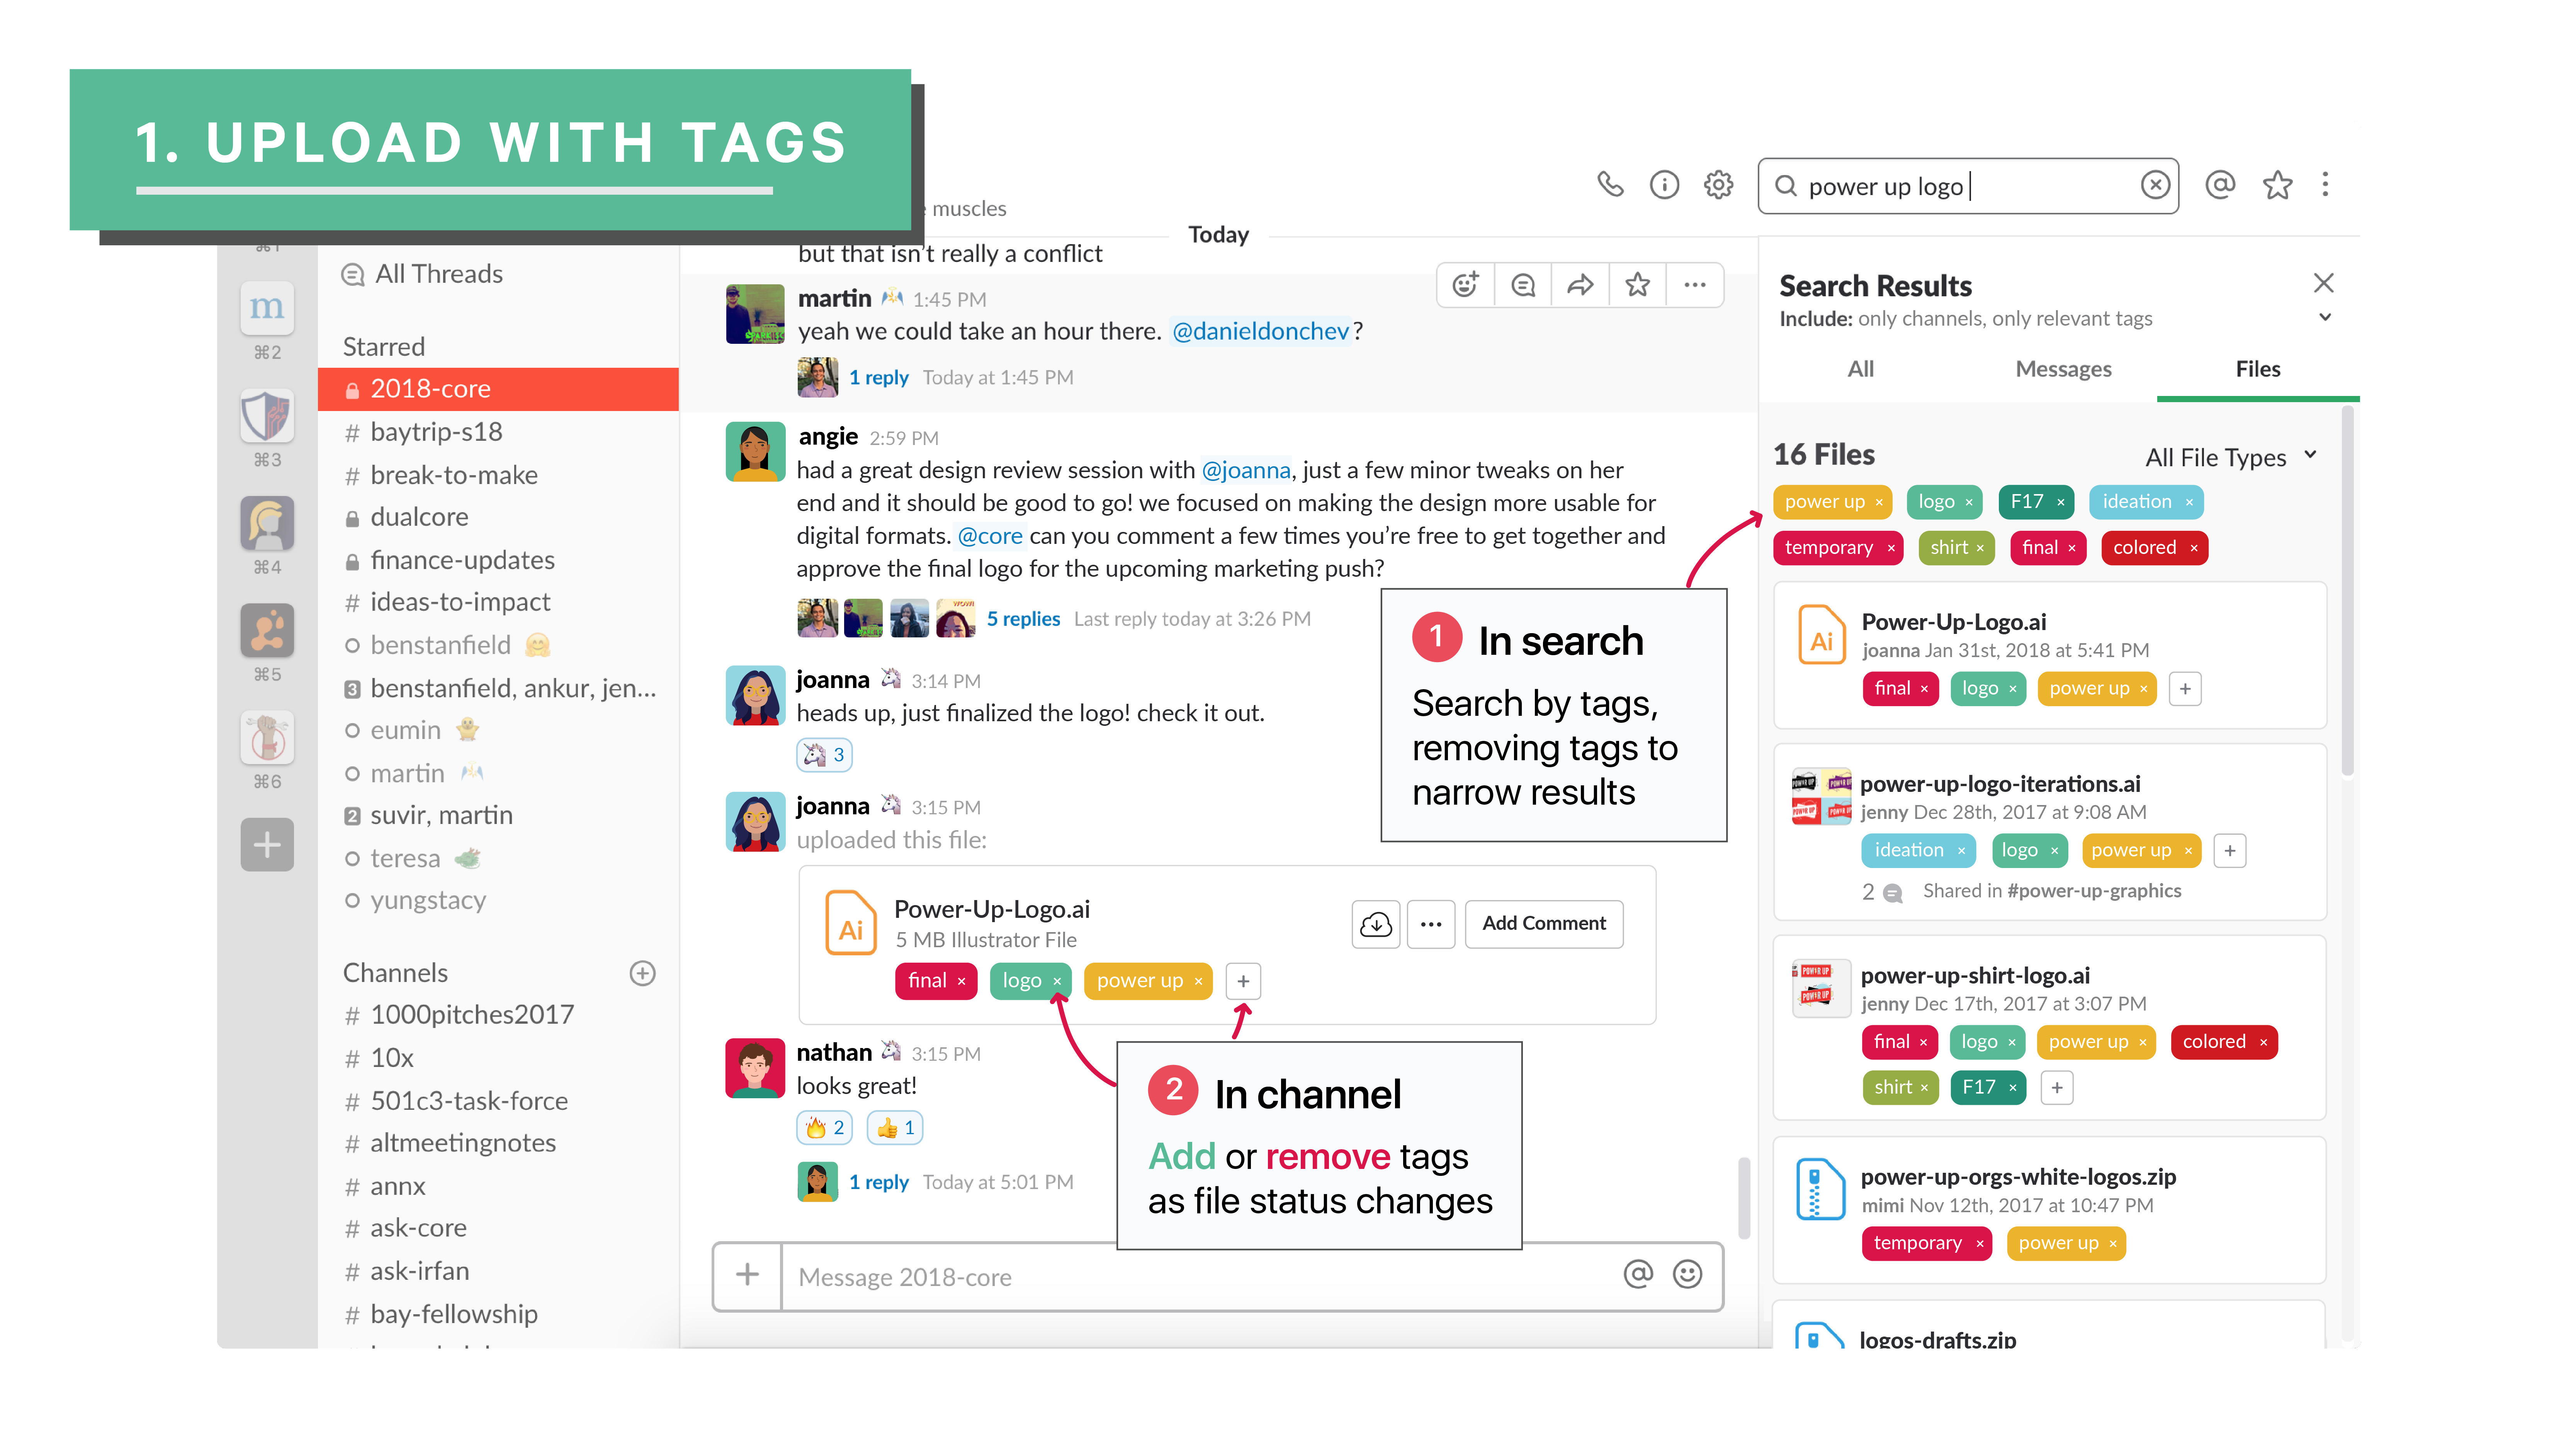 1. UPLOAD WITH TAGS
muscles
power up logo
⌘2
⌘3
⌘4
⌘5
⌘6
m
All Threads
Starred
2018-core
# baytrip-s18
# break-to-make
dualcore
finance-updates
# ideas-to-impact
benstanfield
3 benstanfield, ankur, jen...
eumin
martin
2 suvir, martin
teresa
yungstacy
Channels
# 1000pitches2017
# 10x
# 501c3-task-force
# altmeetingnotes
# annx
# ask-core
# ask-irfan
# bay-fellowship
Today
but that isn't really a conflict
martin 1:45 PM
yeah we could take an hour there. @danieldonchev?
1 reply Today at 1:45 PM
angie 2:59 PM
had a great design review session with @joanna, just a few minor tweaks on her
end and it should be good to go! we focused on making the design more usable for
digital formats. @core can you comment a few times you're free to get together and
approve the final logo for the upcoming marketing push?
5 replies Last reply today at 3:26 PM
joanna 3:14 PM
heads up, just finalized the logo! check it out.
3
joanna 3:15 PM
uploaded this file:
Ai
Power-Up-Logo.ai
5 MB Illustrator File
Add Comment
final × logo × power up × +
nathan 3:15 PM
looks great!
2 1
1 reply Today at 5:01 PM
+ Message 2018-core @
1 In search
Search by tags,
removing tags to
narrow results
2 In channel
Add or remove tags
as file status changes
Search Results
Include: only channels, only relevant tags
All Messages Files
16 Files All File Types
power up × logo × F17 × ideation ×
temporary × shirt × final × colored ×
Ai
Power-Up-Logo.ai
joanna Jan 31st, 2018 at 5:41 PM
final × logo × power up × +
power-up-logo-iterations.ai
jenny Dec 28th, 2017 at 9:08 AM
ideation × logo × power up × +
2 Shared in #power-up-graphics
POWER UP
power-up-shirt-logo.ai
jenny Dec 17th, 2017 at 3:07 PM
final × logo × power up × colored ×
shirt × F17 × +
power-up-orgs-white-logos.zip
mimi Nov 12th, 2017 at 10:47 PM
temporary × power up ×
logos-drafts.zip